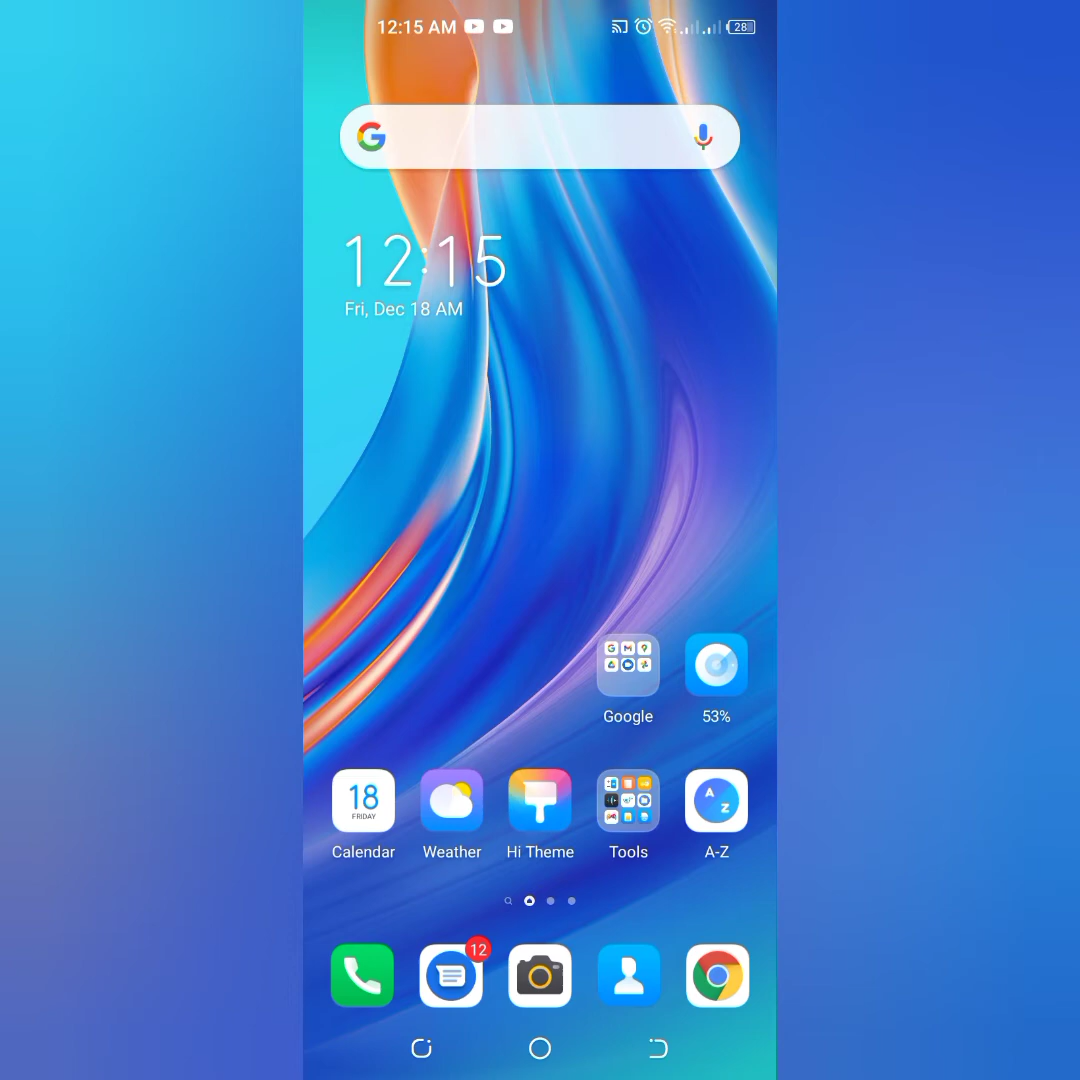 12:15 AM
28
12:15
Fri, Dec 18 AM
Google
53%
18
FRIDAY
A
Z
Calendar
Weather
Hi Theme
Tools
A-Z
12